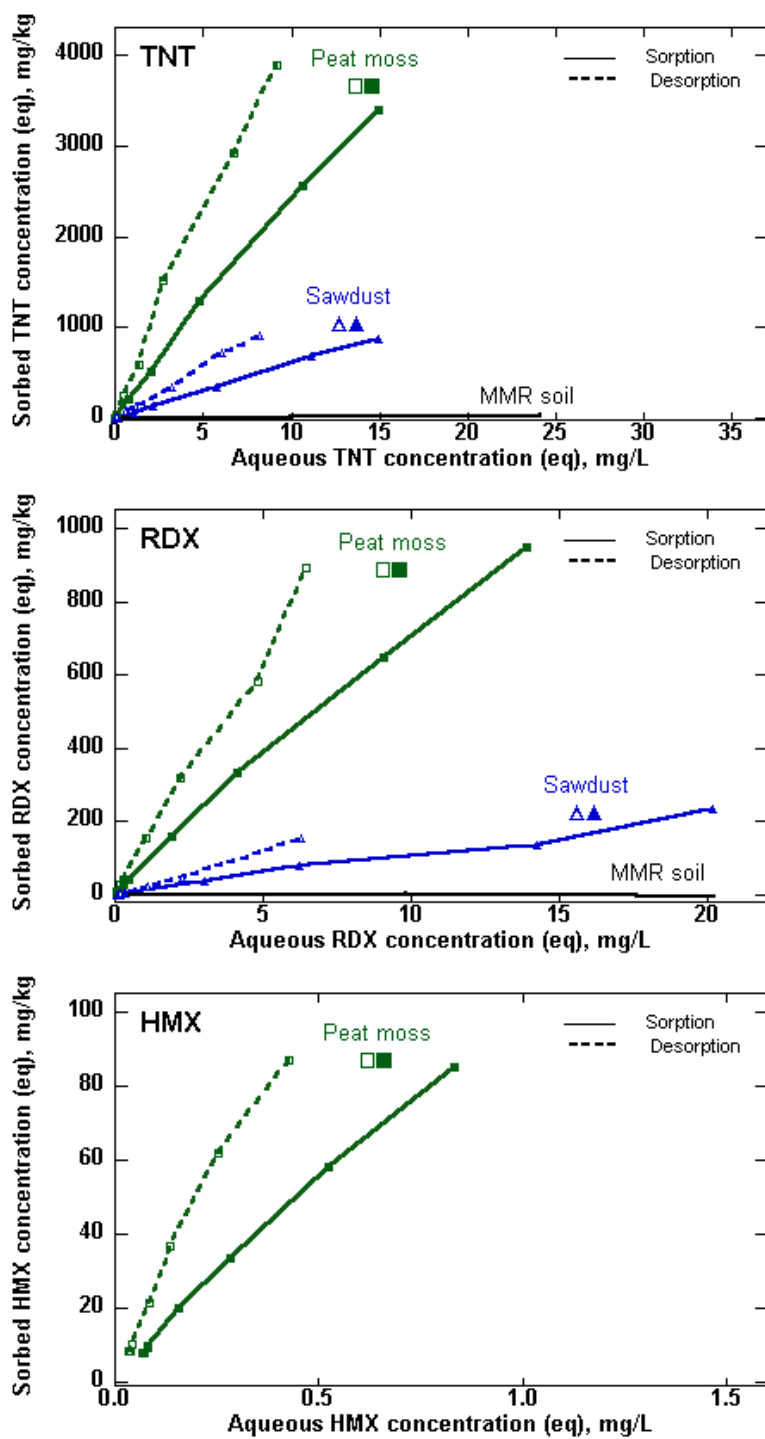 TNT
Peat moss
Sorption
Desorption
Sawdust
MMR soil
Sorbed TNT concentration (eq), mg/kg
4000
3000
2000
1000
0
0 5 10 15 20 25 30 35
Aqueous TNT concentration (eq), mg/L
RDX
Peat moss
Sorption
Desorption
Sawdust
MMR soil
Sorbed RDX concentration (eq), mg/kg
1000
800
600
400
200
0
0 5 10 15 20
Aqueous RDX concentration (eq), mg/L
HMX
Peat moss
Sorption
Desorption
Sorbed HMX concentration (eq), mg/kg
100
80
60
40
20
0
0.0 0.5 1.0 1.5
Aqueous HMX concentration (eq), mg/L